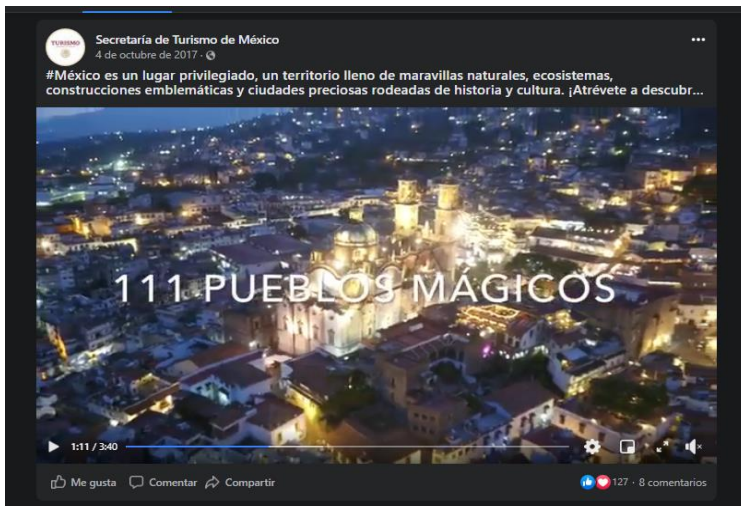 TURISMO
Secretaría de Turismo de México
4 de octubre de 2017 ·
#México es un lugar privilegiado, un territorio lleno de maravillas naturales, ecosistemas,
construcciones emblemáticas y ciudades preciosas rodeadas de historia y cultura. ¡Atrévete a descubr...
111 PUEBLOS MÁGICOS
1:11 / 3:40
Me gusta Comentar Compartir 127 · 8 comentarios